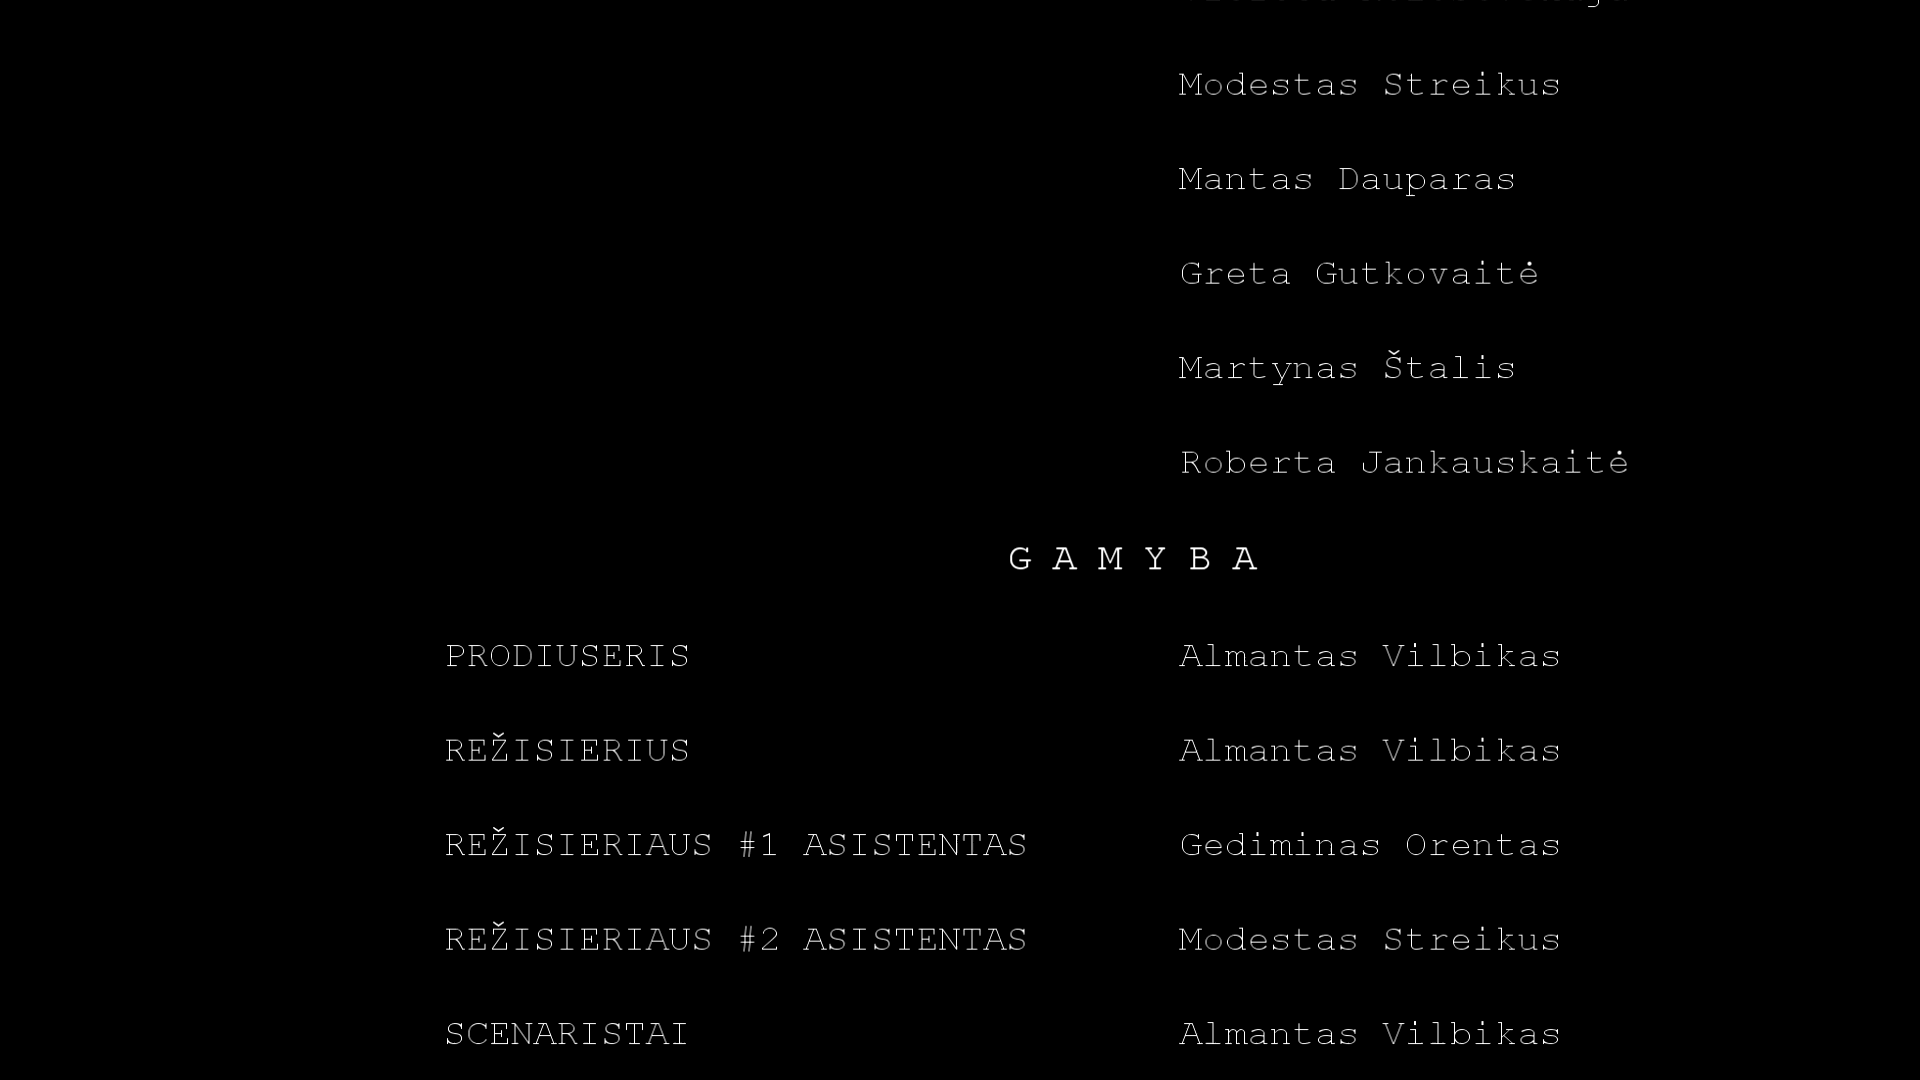 Modestas Streikus
Mantas Dauparas
Greta Gutkovaitė
Martynas Štalis
Roberta Jankauskaitė
G A M Y B A
PRODIUSERIS Almantas Vilbikas
REŽISIERIUS Almantas Vilbikas
REŽISIERIAUS #1 ASISTENTAS Gediminas Orentas
REŽISIERIAUS #2 ASISTENTAS Modestas Streikus
SCENARISTAI Almantas Vilbikas